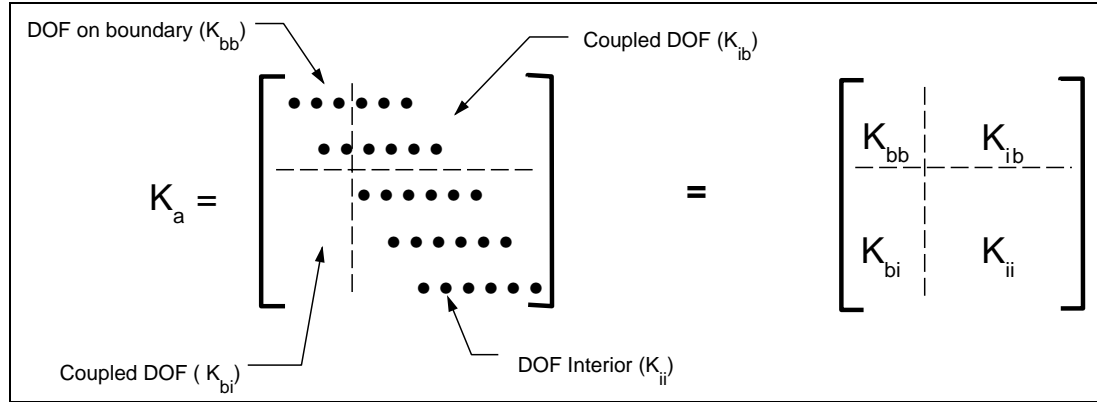 DOF on boundary (K_bb)
Coupled DOF (K_ib)
K_a =
=
K_bb K_ib
K_bi K_ii
Coupled DOF ( K_bi)
DOF Interior (K_ii)